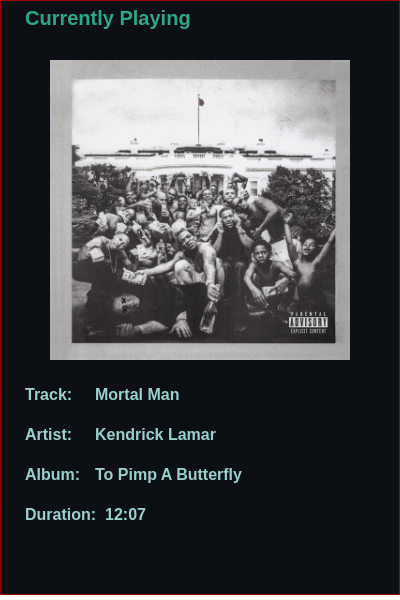 Currently Playing
PARENTAL
ADVISORY
EXPLICIT CONTENT
Track: Mortal Man
Artist: Kendrick Lamar
Album: To Pimp A Butterfly
Duration: 12:07